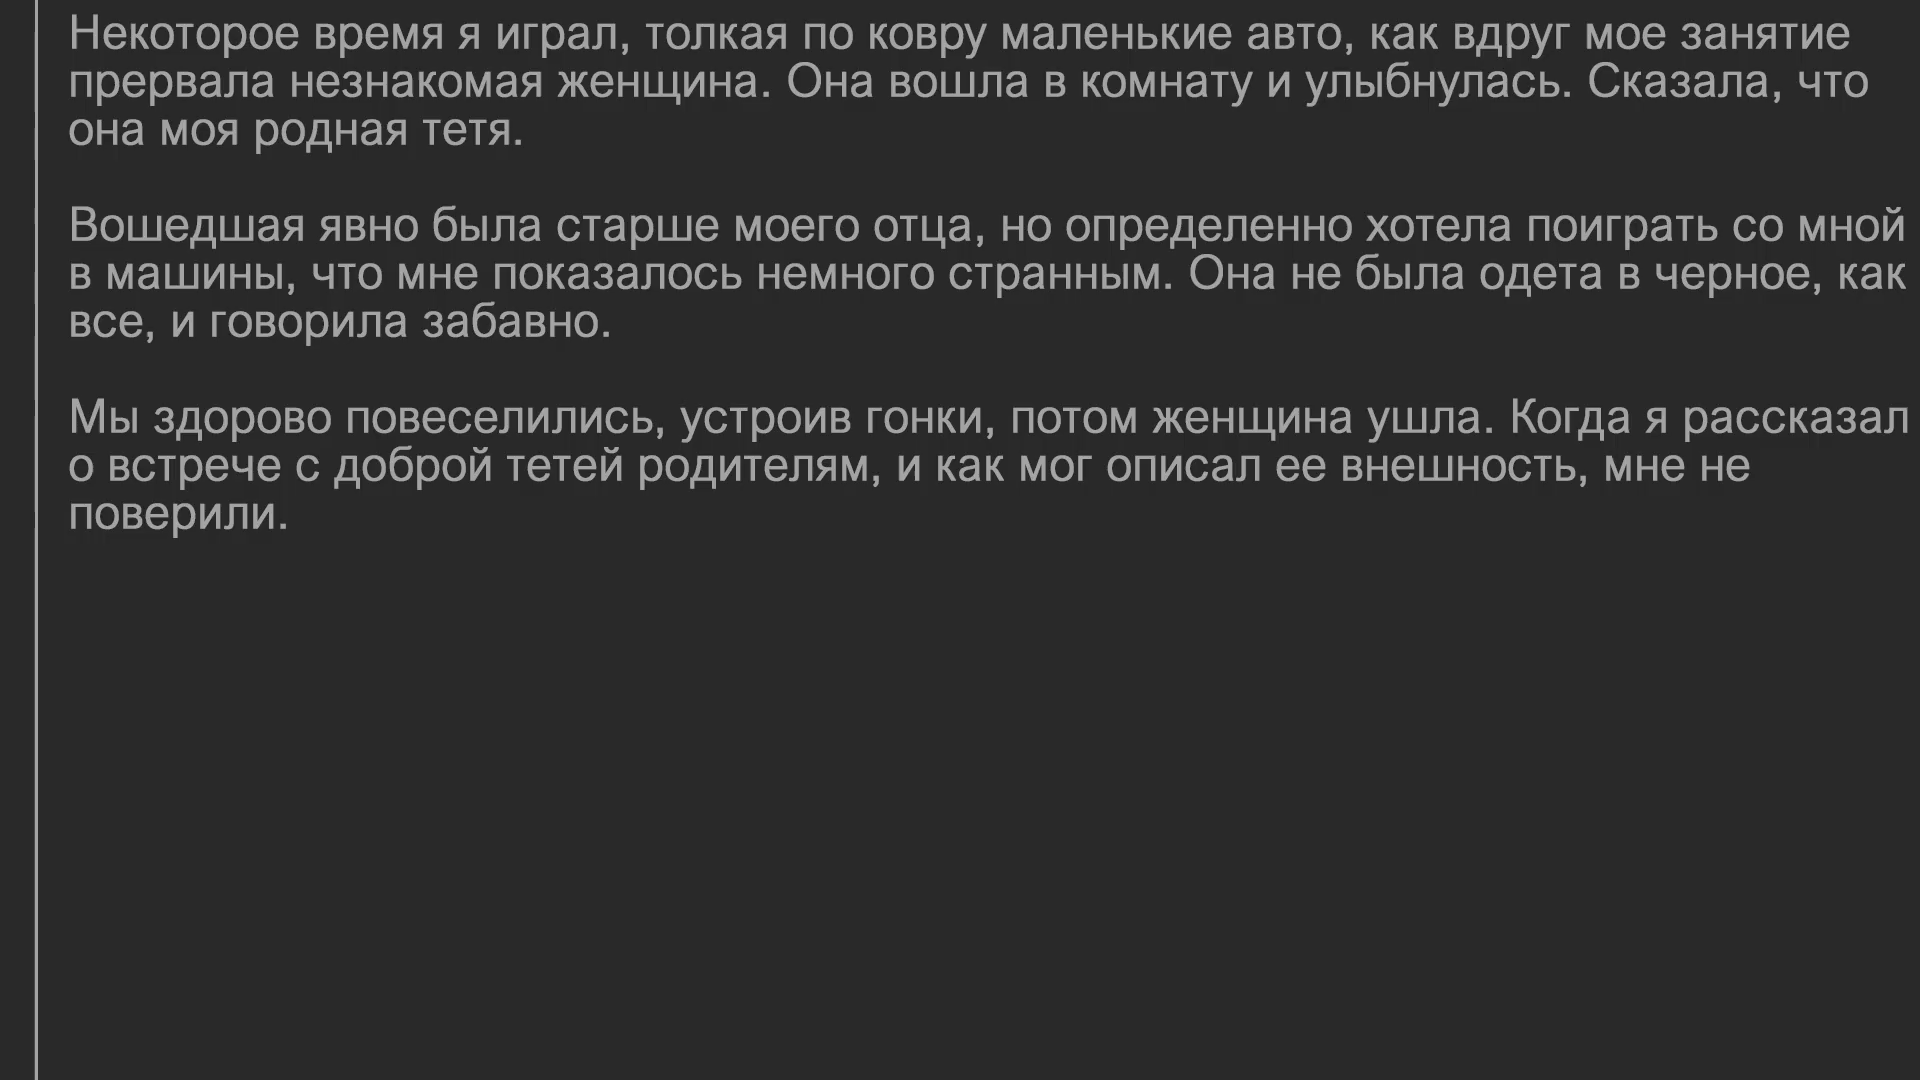 Некоторое время я играл, толкая по ковру маленькие авто, как вдруг мое занятие
прервала незнакомая женщина. Она вошла в комнату и улыбнулась. Сказала, что
она моя родная тетя.
Вошедшая явно была старше моего отца, но определенно хотела поиграть со мной
в машины, что мне показалось немного странным. Она не была одета в черное, как
все, и говорила забавно.
Мы здорово повеселились, устроив гонки, потом женщина ушла. Когда я рассказал
о встрече с доброй тетей родителям, и как мог описал ее внешность, мне не
поверили.